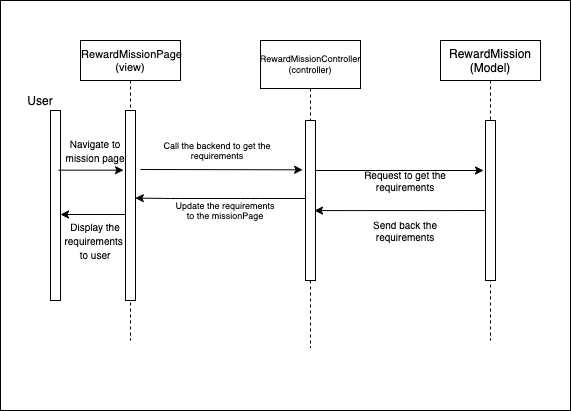 RewardMissionPage
(view)
RewardMissionController
(controller)
RewardMission
(Model)
User
Navigate to
mission page
Call the backend to get the
requirements
Request to get the
requirements
Update the requirements
to the missionPage
Send back the
requirements
Display the
requirements
to user